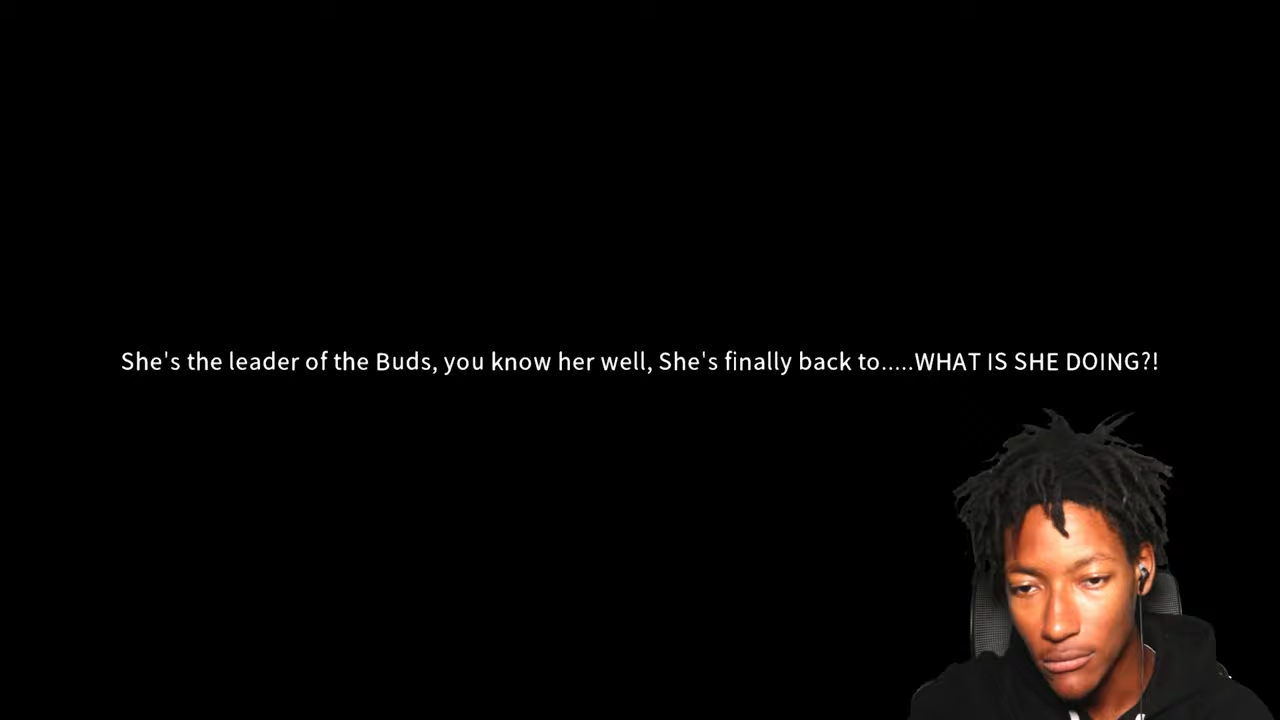 She's the leader of the Buds, you know her well, She's finally back to.....WHAT IS SHE DOING?!